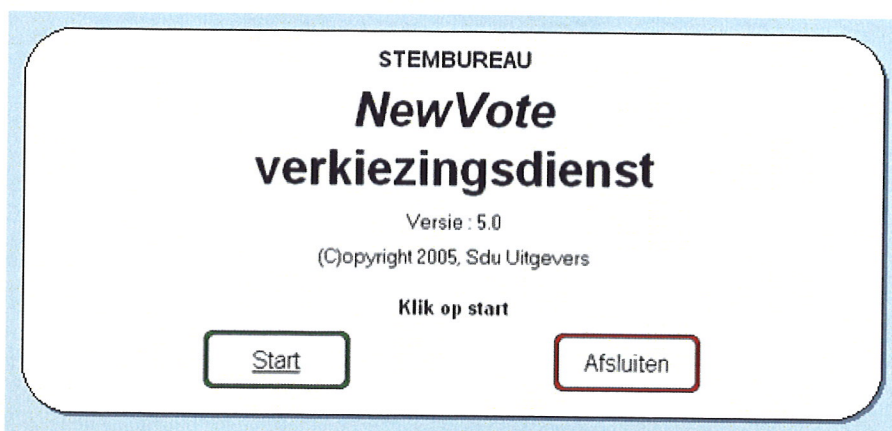 STEMBUREAU
NewVote
verkiezingsdienst
Versie : 5.0
(C)opyright 2005, Sdu Uitgevers
Klik op start
Start
Afsluiten